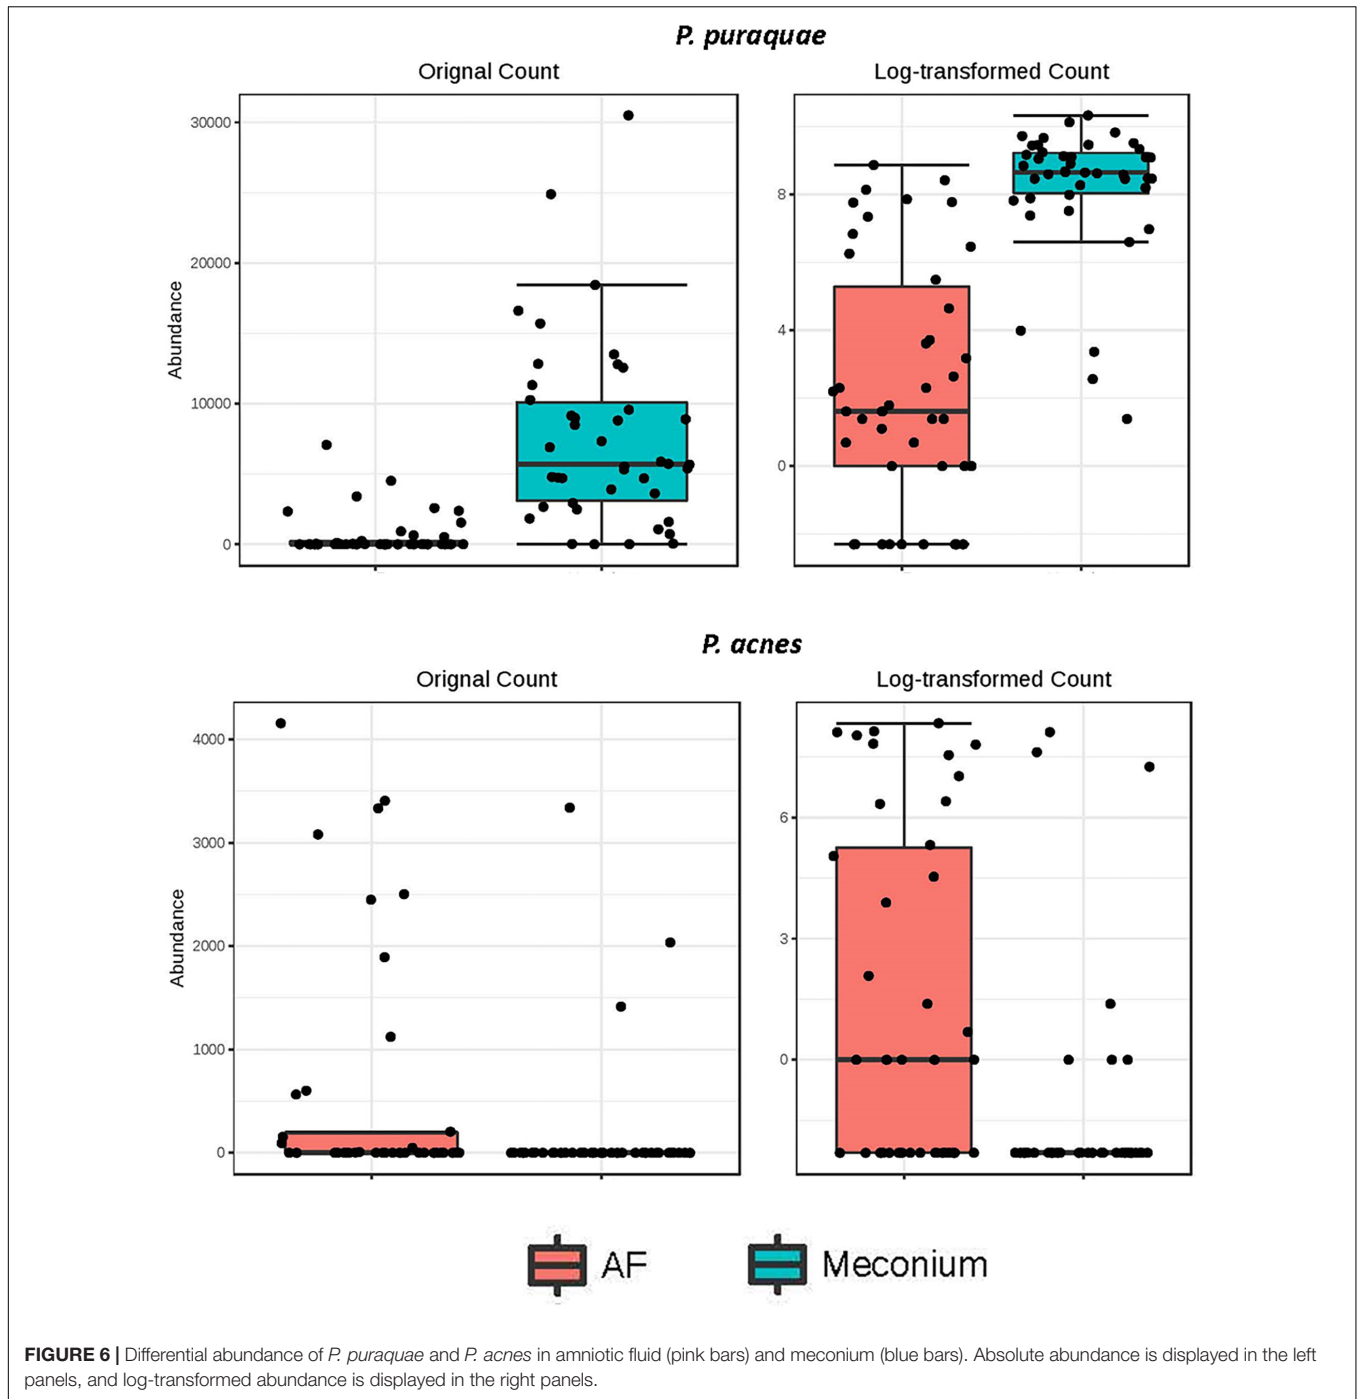 P. puraquae
Orignal Count
Log-transformed Count
30000
20000
10000
0
Abundance
8
4
0
P. acnes
Orignal Count
Log-transformed Count
4000
3000
2000
1000
0
Abundance
6
3
0
AF
Meconium
FIGURE 6 | Differential abundance of P. puraquae and P. acnes in amniotic fluid (pink bars) and meconium (blue bars). Absolute abundance is displayed in the left
panels, and log-transformed abundance is displayed in the right panels.